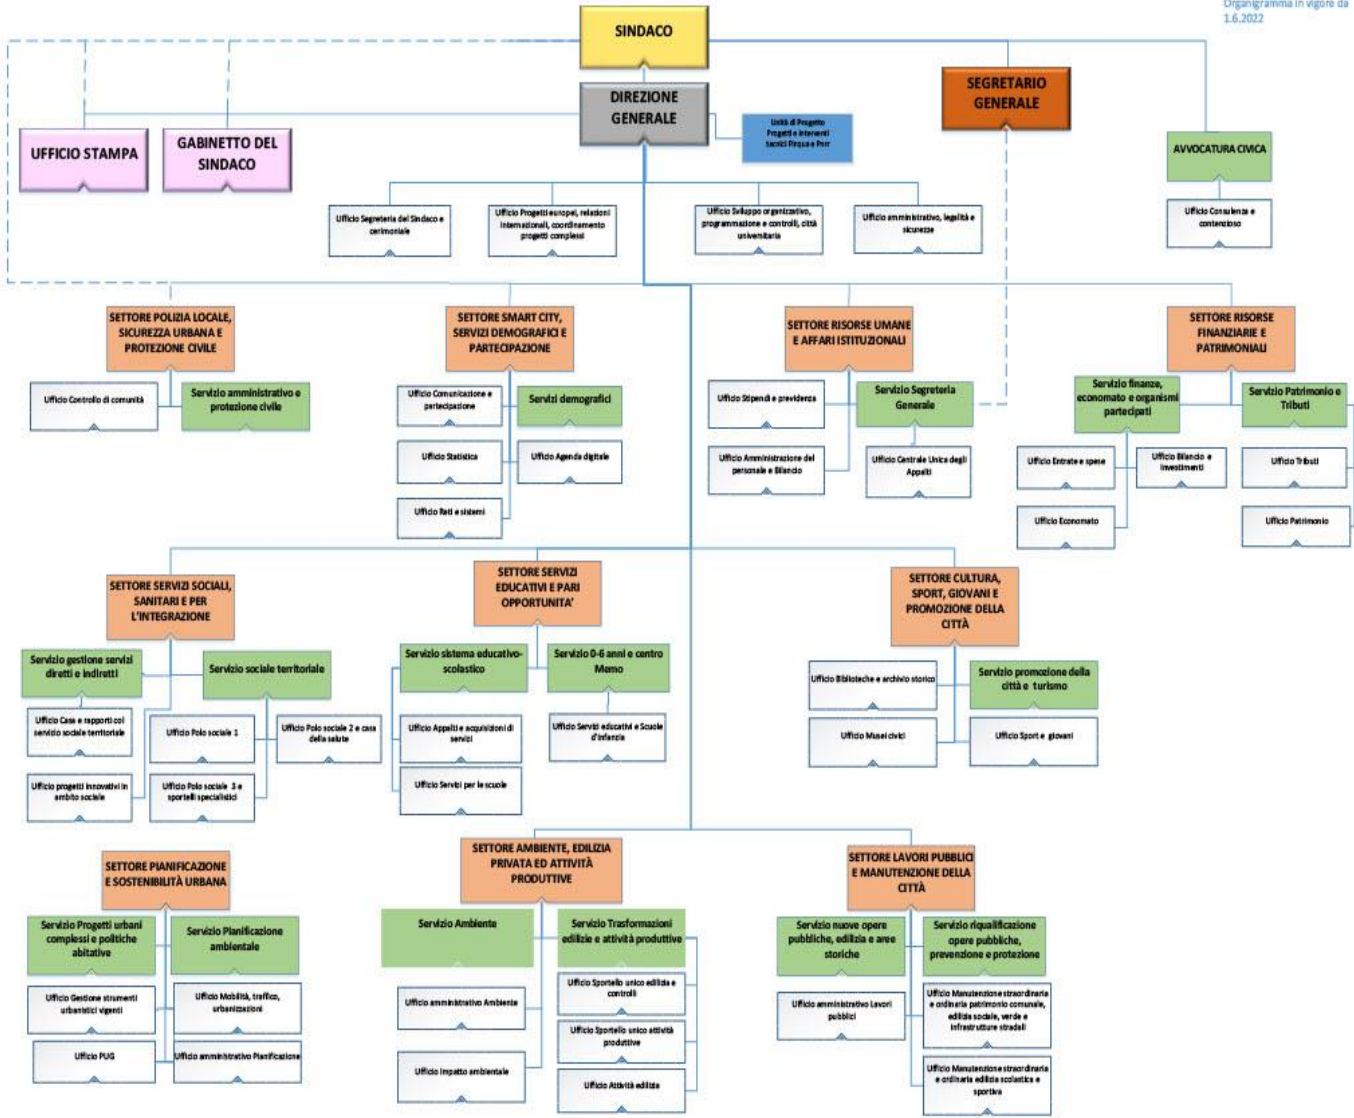 Organigramma in vigore da
1.6.2022
SINDACO
DIREZIONE
GENERALE
SEGRETARIO
GENERALE
Unità di Progetto
Progetti e interventi
tecnici Pinqua e Pnrr
UFFICIO STAMPA
GABINETTO DEL
SINDACO
AVVOCATURA CIVICA
Ufficio Consulenza e
contenzioso
Ufficio Segreteria del Sindaco e
cerimoniale
Ufficio Progetti europei, relazioni
internazionali, coordinamento
progetti complessi
Ufficio Sviluppo organizzativo,
programmazione e controlli, città
universitaria
Ufficio amministrativo, legalità e
sicurezze
SETTORE POLIZIA LOCALE,
SICUREZZA URBANA E
PROTEZIONE CIVILE
Ufficio Controllo di comunità
Servizio amministrativo e
protezione civile
SETTORE SMART CITY,
SERVIZI DEMOGRAFICI E
PARTECIPAZIONE
Ufficio Comunicazione e
partecipazione
Servizi demografici
Ufficio Statistica
Ufficio Agenda digitale
Ufficio Reti e sistemi
SETTORE RISORSE UMANE
E AFFARI ISTITUZIONALI
Ufficio Stipendi e previdenza
Servizio Segreteria
Generale
Ufficio Amministrazione del
personale e Bilancio
Ufficio Centrale Unica degli
Appalti
SETTORE RISORSE
FINANZIARIE E
PATRIMONIALI
Servizio finanze,
economato e organismi
partecipati
Servizio Patrimonio e
Tributi
Ufficio Entrate e spese
Ufficio Bilancio e
Investimenti
Ufficio Tributi
Ufficio Economato
Ufficio Patrimonio
SETTORE SERVIZI SOCIALI,
SANITARI E PER
L'INTEGRAZIONE
Servizio gestione servizi
diretti e indiretti
Servizio sociale territoriale
Ufficio Casa e rapporti col
servizio sociale territoriale
Ufficio Polo sociale 1
Ufficio Polo sociale 2 e casa
della salute
Ufficio progetti innovativi in
ambito sociale
Ufficio Polo sociale 3 e
sportelli specialistici
SETTORE SERVIZI
EDUCATIVI E PARI
OPPORTUNITA'
Servizio sistema educativo-
scolastico
Servizio 0-6 anni e centro
Memo
Ufficio Appalti e acquisizioni di
servizi
Ufficio Servizi educativi e Scuole
d'infanzia
Ufficio Servizi per le scuole
SETTORE CULTURA,
SPORT, GIOVANI E
PROMOZIONE DELLA
CITTÀ
Ufficio Biblioteche e archivio storico
Servizio promozione della
città e turismo
Ufficio Musei civici
Ufficio Sport e giovani
SETTORE PIANIFICAZIONE
E SOSTENIBILITÀ URBANA
Servizio Progetti urbani
complessi e politiche
abitative
Servizio Pianificazione
ambientale
Ufficio Gestione strumenti
urbanistici vigenti
Ufficio Mobilità, traffico,
urbanizzazioni
Ufficio PUG
Ufficio amministrativo Pianificazione
SETTORE AMBIENTE, EDILIZIA
PRIVATA ED ATTIVITÀ
PRODUTTIVE
Servizio Ambiente
Servizio Trasformazioni
edilizie e attività produttive
Ufficio amministrativo Ambiente
Ufficio Sportello unico edilizia e
controlli
Ufficio Sportello unico attività
produttive
Ufficio Impatto ambientale
Ufficio Attività edilizia
SETTORE LAVORI PUBBLICI
E MANUTENZIONE DELLA
CITTÀ
Servizio nuove opere
pubbliche, edilizia e aree
storiche
Servizio riqualificazione
opere pubbliche,
prevenzione e protezione
Ufficio amministrativo Lavori
pubblici
Ufficio Manutenzione straordinaria
e ordinaria patrimonio comunale,
edilizia sociale, verde e
infrastrutture stradali
Ufficio Manutenzione straordinaria
e ordinaria edilizia scolastica e
sportiva